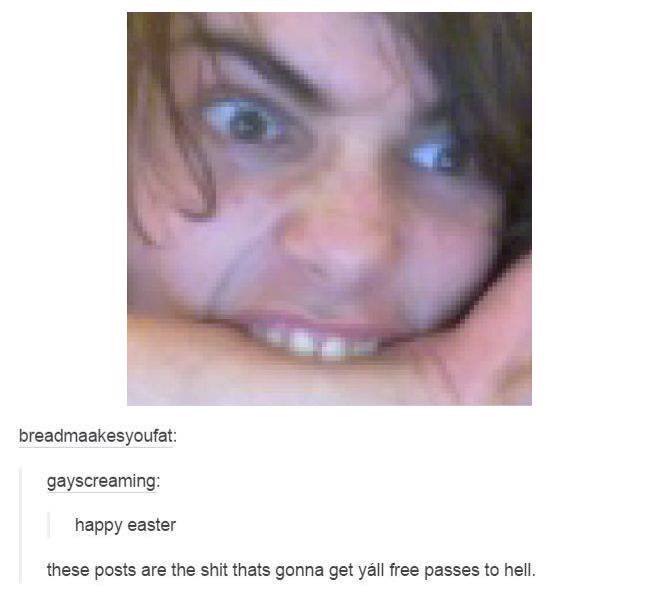 breadmaakesyoufat:
gayscreaming:
happy easter
these posts are the shit thats gonna get yáll free passes to hell.